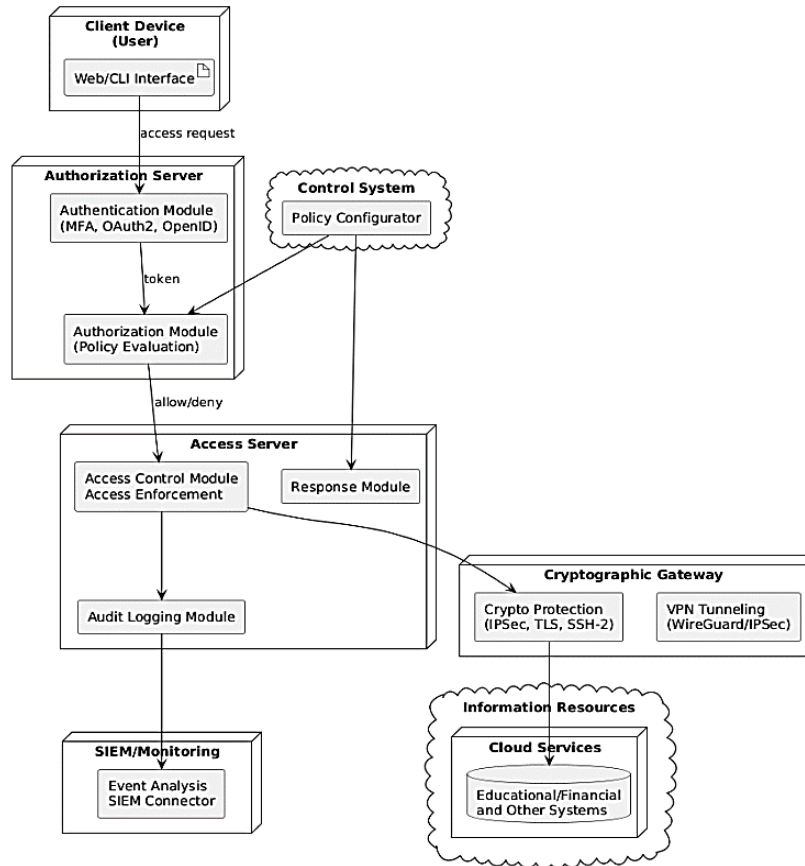 Client Device
(User)
Web/CLI Interface
access request
Authorization Server
Authentication Module
(MFA, OAuth2, OpenID)
Control System
Policy Configurator
token
Authorization Module
(Policy Evaluation)
allow/deny
Access Server
Access Control Module
Access Enforcement
Response Module
Audit Logging Module
Cryptographic Gateway
Crypto Protection
(IPSec, TLS, SSH-2)
VPN Tunneling
(WireGuard/IPSec)
SIEM/Monitoring
Event Analysis
SIEM Connector
Information Resources
Cloud Services
Educational/Financial
and Other Systems